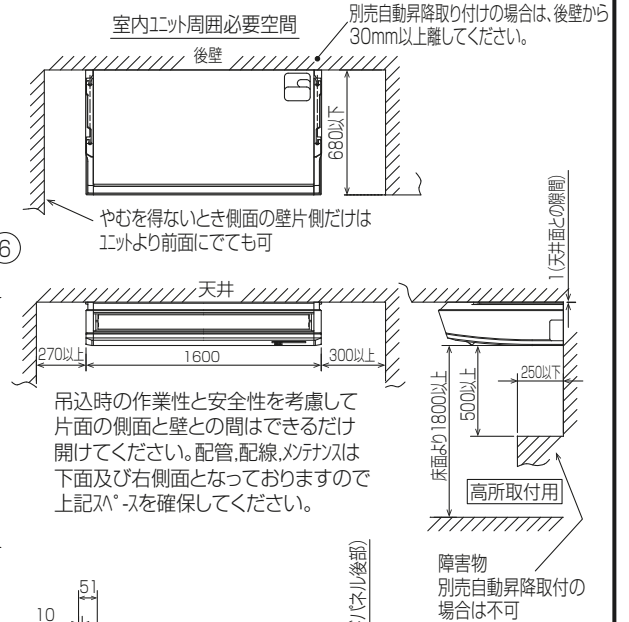 室内ユニット周囲必要空間
別売自動昇降取り付けの場合は、後壁から
30mm以上離してください。
後壁
680以下
やむを得ないとき側面の壁片側だけは
ユニットより前面にでても可
6
1(天井面との隙間)
天井
270以上
1600
300以上
床面より1800以上
500以上
250以下
吊込時の作業性と安全性を考慮して
片面の側面と壁との間はできるだけ
開けてください。配管,配線,メンテナンスは
下面及び右側面となっておりますので
上記スペースを確保してください。
高所取付用
障害物
別売自動昇降取付の
場合は不可
51
10
パネル後部)